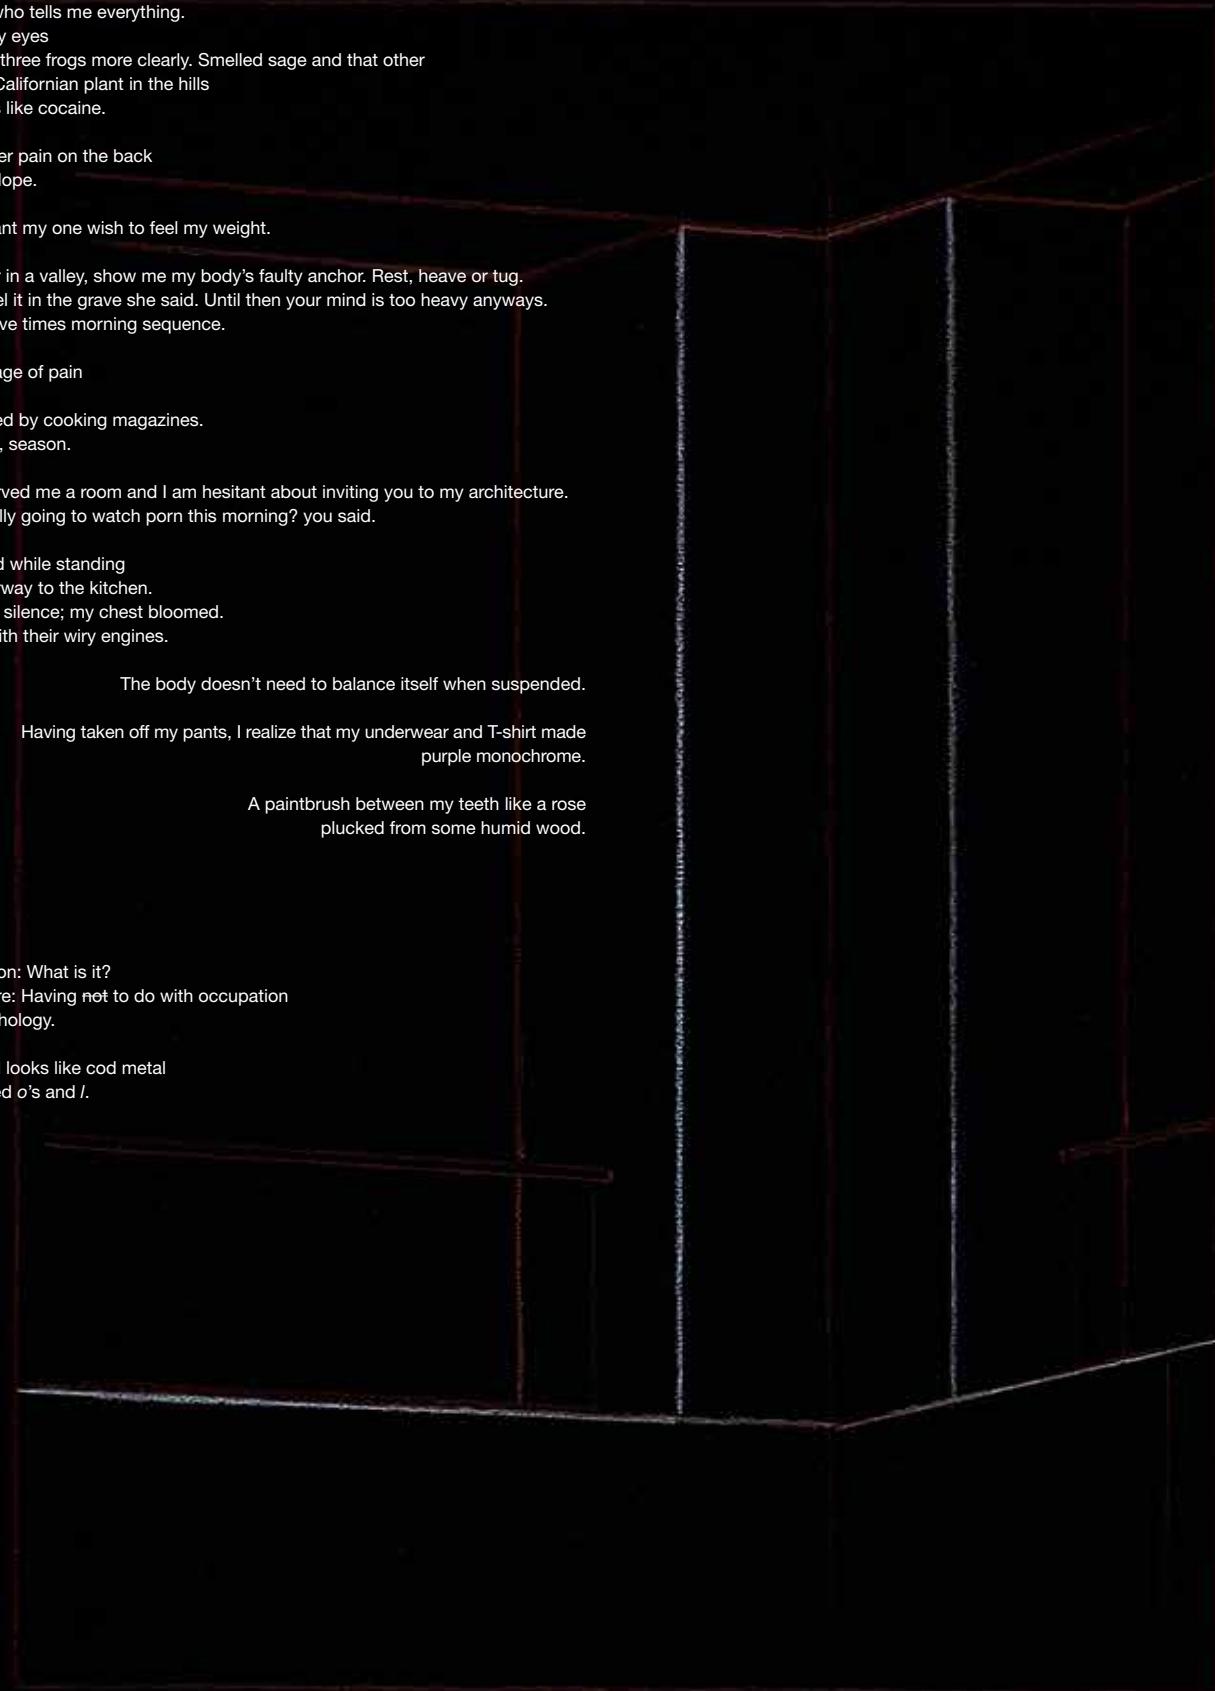 who tells me everything.
y eyes
three frogs more clearly. Smelled sage and that other
Californian plant in the hills
s like cocaine.
er pain on the back
lope.
ant my one wish to feel my weight.
r in a valley, show me my body’s faulty anchor. Rest, heave or tug.
el it in the grave she said. Until then your mind is too heavy anyways.
ve times morning sequence.
age of pain
ed by cooking magazines.
, season.
rved me a room and I am hesitant about inviting you to my architecture.
lly going to watch porn this morning? you said.
d while standing
rway to the kitchen.
silence; my chest bloomed.
ith their wiry engines.
The body doesn’t need to balance itself when suspended.
Having taken off my pants, I realize that my underwear and T-shirt made
purple monochrome.
A paintbrush between my teeth like a rose
plucked from some humid wood.
on: What is it?
re: Having not to do with occupation
hology.
l looks like cod metal
ed o’s and l.